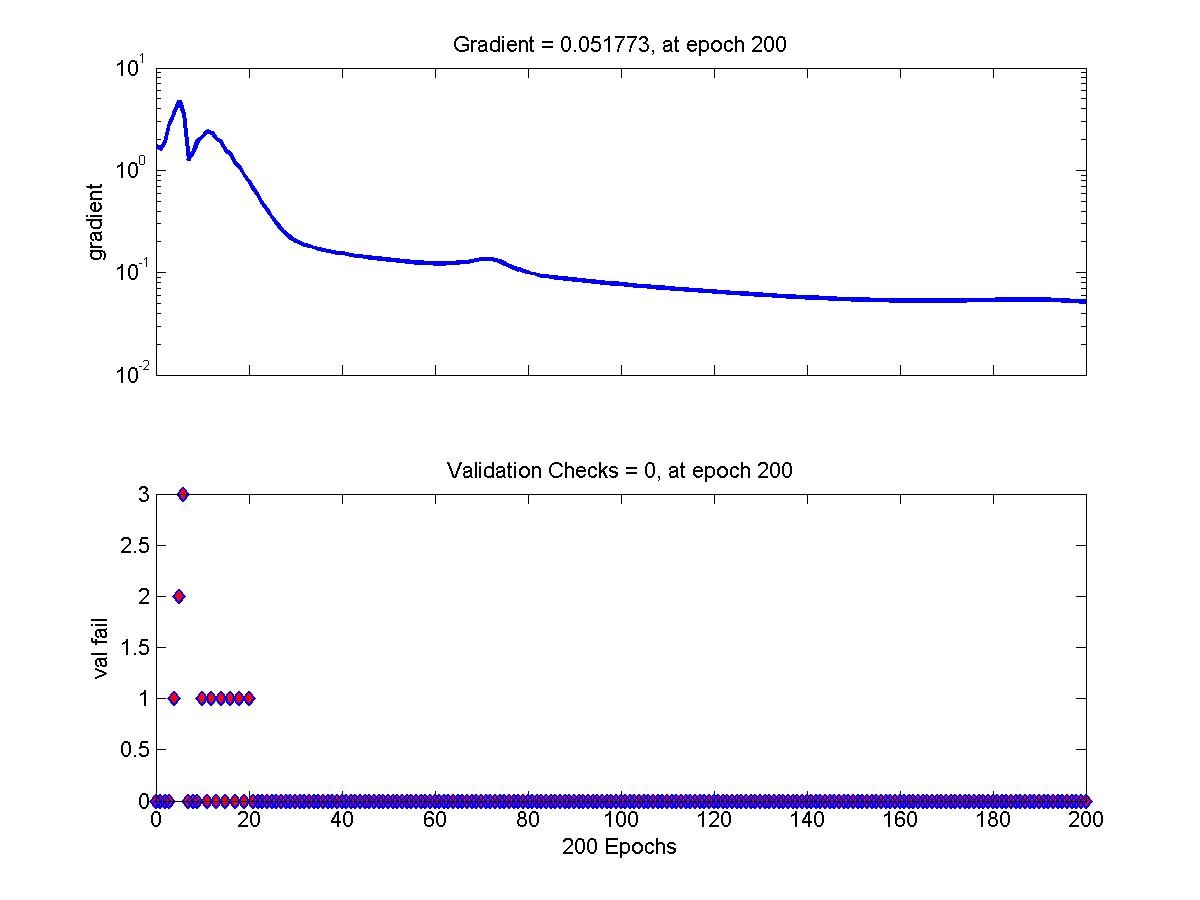 Gradient = 0.051773, at epoch 200
10^1
10^0
10^-1
10^-2
gradient
Validation Checks = 0, at epoch 200
3
2.5
2
1.5
1
0.5
0
val fail
0 20 40 60 80 100 120 140 160 180 200
200 Epochs